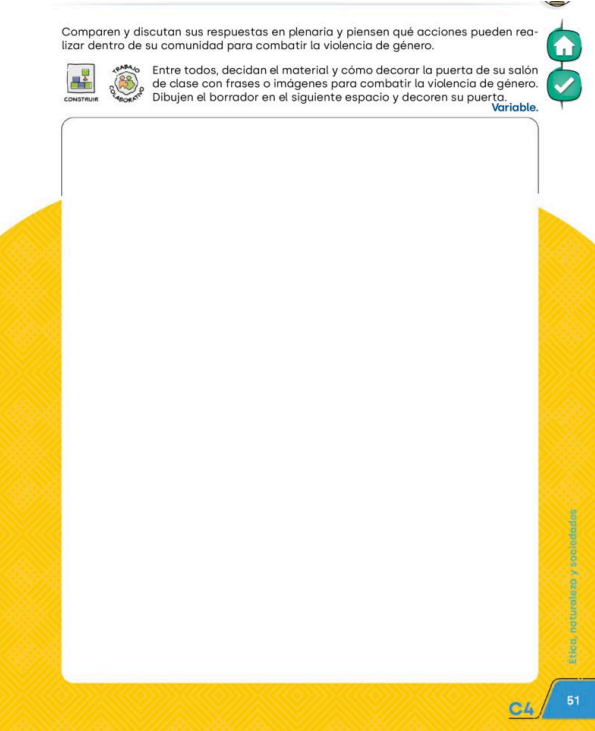 Comparen y discutan sus respuestas en plenaria y piensen qué acciones pueden rea-
lizar dentro de su comunidad para combatir la violencia de género.
CONSTRUIR
TRABAJO
COLABORATIVO
Entre todos, decidan el material y cómo decorar la puerta de su salón
de clase con frases o imágenes para combatir la violencia de género.
Dibujen el borrador en el siguiente espacio y decoren su puerta.
Variable.
Ética, naturaleza y sociedades
C4
51